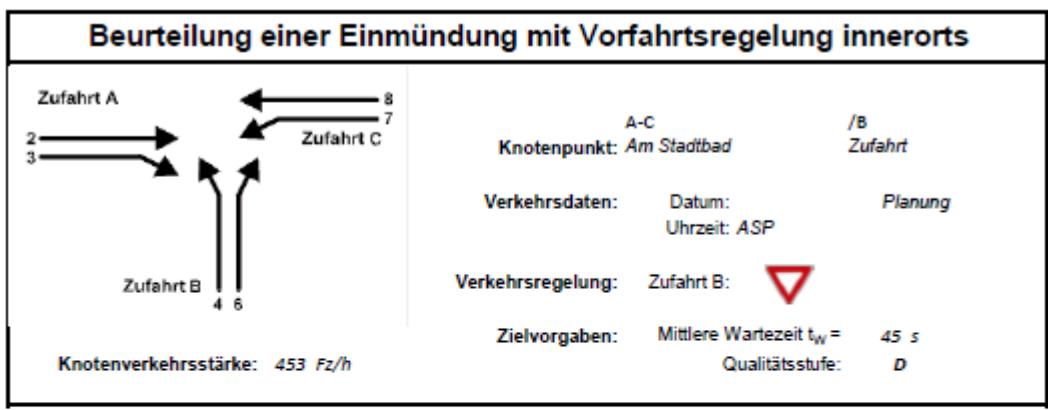 Beurteilung einer Einmündung mit Vorfahrtsregelung innerorts
Zufahrt A
8
7
2
3
Zufahrt C
Zufahrt B
4 6
Knotenverkehrsstärke: 453 Fz/h
A-C /B
Knotenpunkt: Am Stadtbad Zufahrt
Verkehrsdaten: Datum: Planung
Uhrzeit: ASP
Verkehrsregelung: Zufahrt B:
Zielvorgaben: Mittlere Wartezeit tw = 45 s
Qualitätsstufe: D